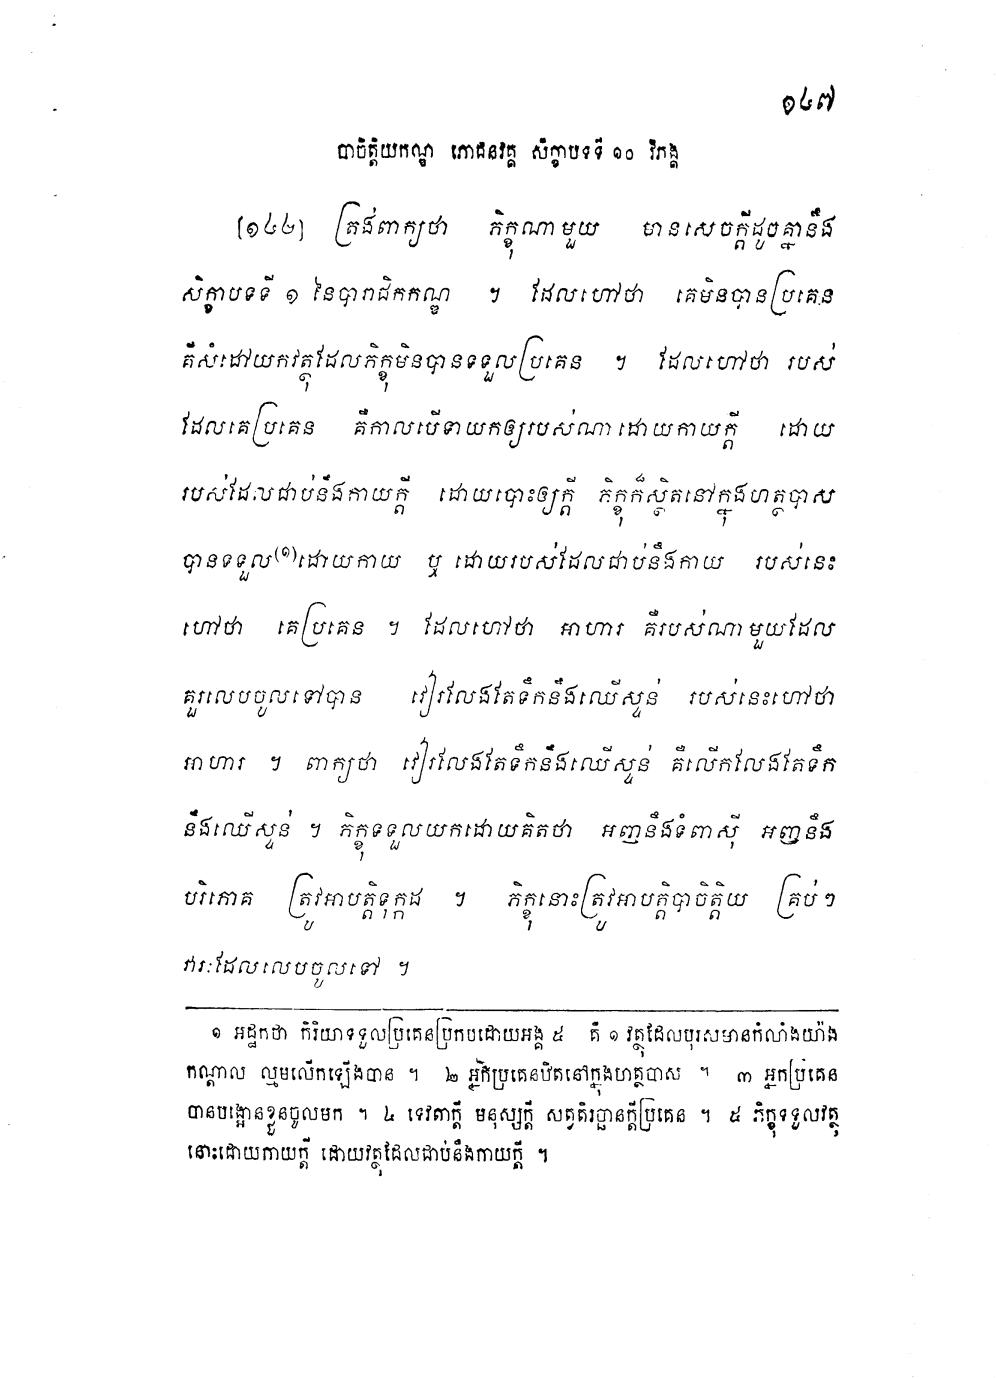 ១៤៧
បាចិត្តិយកណ្ឌ ភោជនវគ្គ សិក្ខាបទទី ១០ វិភង្គ
[១៤៤] ត្រង់ពាក្យថា ភិក្ខុណាមួយ មានសេចក្តីដូចគ្នានឹង
សិក្ខាបទទី ១ នៃបារាជិកកណ្ឌ ។ ដែលហៅថា គេមិនបានប្រគេន
គឺសំដៅយកវត្ថុដែលភិក្ខុមិនបានទទួលប្រគេន ។ ដែលហៅថា របស់
ដែលគេប្រគេន គឺកាលបើទាយកឲ្យរបស់ណាដោយកាយក្តី ដោយ
របស់ដែលជាប់នឹងកាយក្តី ដោយបោះឲ្យក្តី ភិក្ខុក៏ស្ថិតនៅក្នុងហត្ថបាស
បានទទួល(១)ដោយកាយ ឬ ដោយរបស់ដែលជាប់នឹងកាយ របស់នេះ
ហៅថា គេប្រគេន ។ ដែលហៅថា អាហារ គឺរបស់ណាមួយដែល
គួរលេបចូលទៅបាន វៀរលែងតែទឹកនឹងឈើស្ទន់ របស់នេះហៅថា
អាហារ ។ ពាក្យថា វៀរលែងតែទឹកនឹងឈើស្ទន់ គឺលើកលែងតែទឹក
នឹងឈើស្ទន់ ។ ភិក្ខុទទួលយកដោយគិតថា អញនឹងទំពាស៊ី អញនឹង
បរិភោគ ត្រូវអាបត្តិទុក្កដ ។ ភិក្ខុនោះត្រូវអាបត្តិបាចិត្តិយ គ្រប់ៗ
វារៈដែលលេបចូលទៅ ។
១ អដ្ឋកថា កិរិយាទទួលប្រគេនប្រកបដោយអង្គ ៥ គឺ ១ វត្ថុដែលបុរសមានកំលាំងយ៉ាង
កណ្តាល ល្មមលើកឡើងបាន ។ ២ អ្នកប្រគេនឋិតនៅក្នុងហត្ថបាស ។ ៣ អ្នកប្រគេន
បានបង្អោនខ្លួនចូលមក ។ ៤ ទេវតាក្តី មនុស្សក្តី សត្វតិរច្ឆានក្តីប្រគេន ។ ៥ ភិក្ខុទទួលវត្ថុ
នោះដោយកាយក្តី ដោយវត្ថុដែលជាប់នឹងកាយក្តី ។